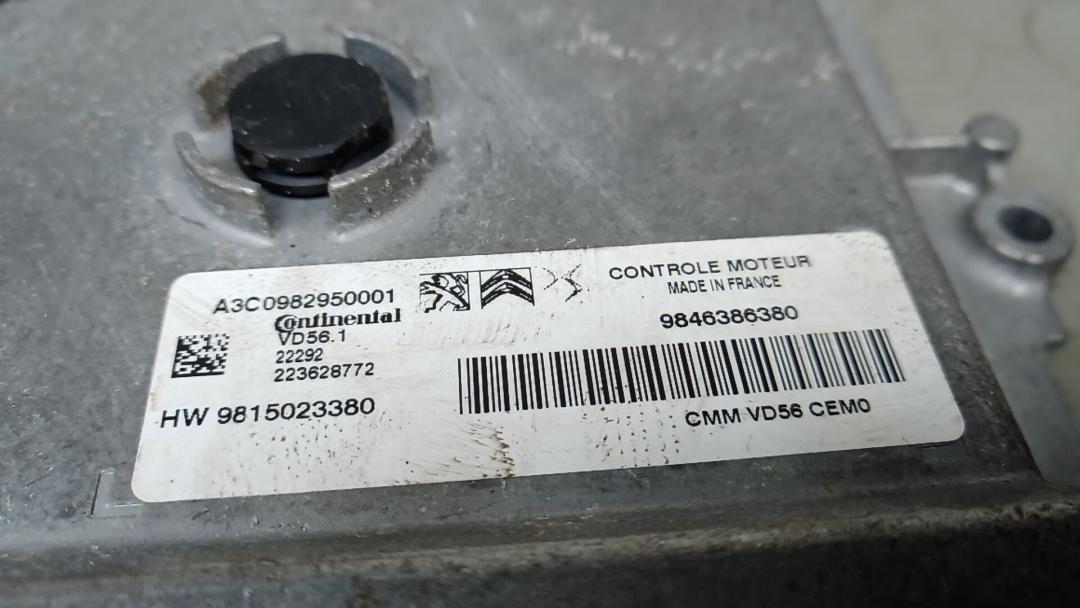 A3C0982950001
Continental
VD56.1
22292
223628772
HW 9815023380
CONTROLE MOTEUR
MADE IN FRANCE
9846386380
CMM VD56 CEM0